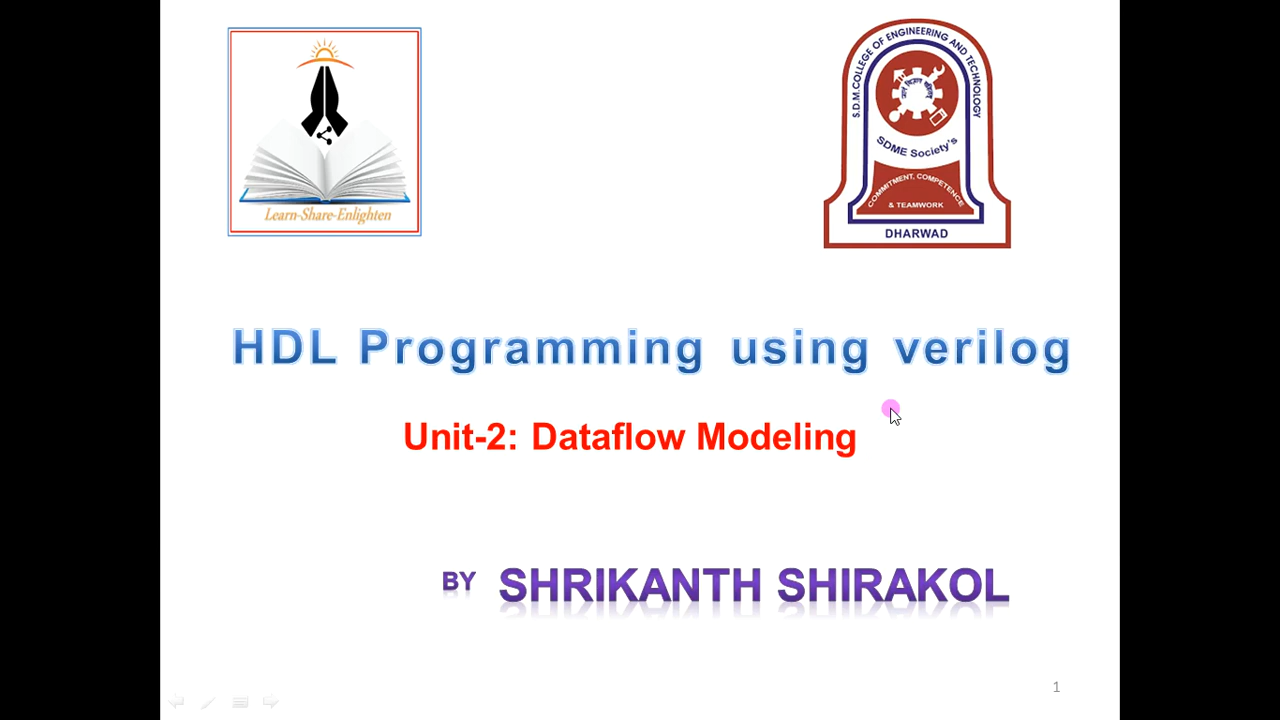 Learn-Share-Enlighten
S.D.M.COLLEGE OF ENGINEERING AND TECHNOLOGY
SDME Society's
COMMITMENT, COMPETENCE
& TEAMWORK
DHARWAD
HDL Programming using verilog
Unit-2: Dataflow Modeling
BY SHRIKANTH SHIRAKOL
1